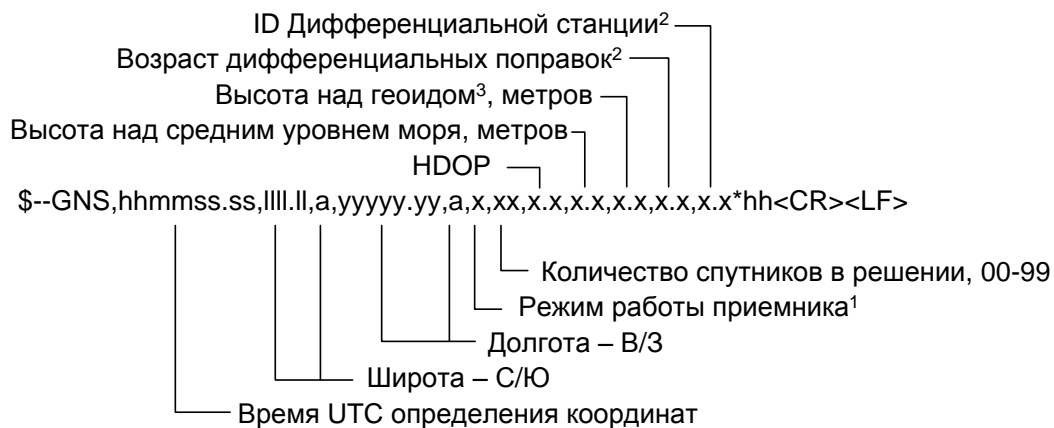 ID Дифференциальной станции²
Возраст дифференциальных поправок²
Высота над геоидом³, метров
Высота над средним уровнем моря, метров
HDOP
$--GNS,hhmmss.ss,llll.ll,a,yyyyy.yy,a,x,xx,x.x,x.x,x.x,x.x,x.x*hh<CR><LF>
Количество спутников в решении, 00-99
Режим работы приемника¹
Долгота – В/З
Широта – С/Ю
Время UTC определения координат